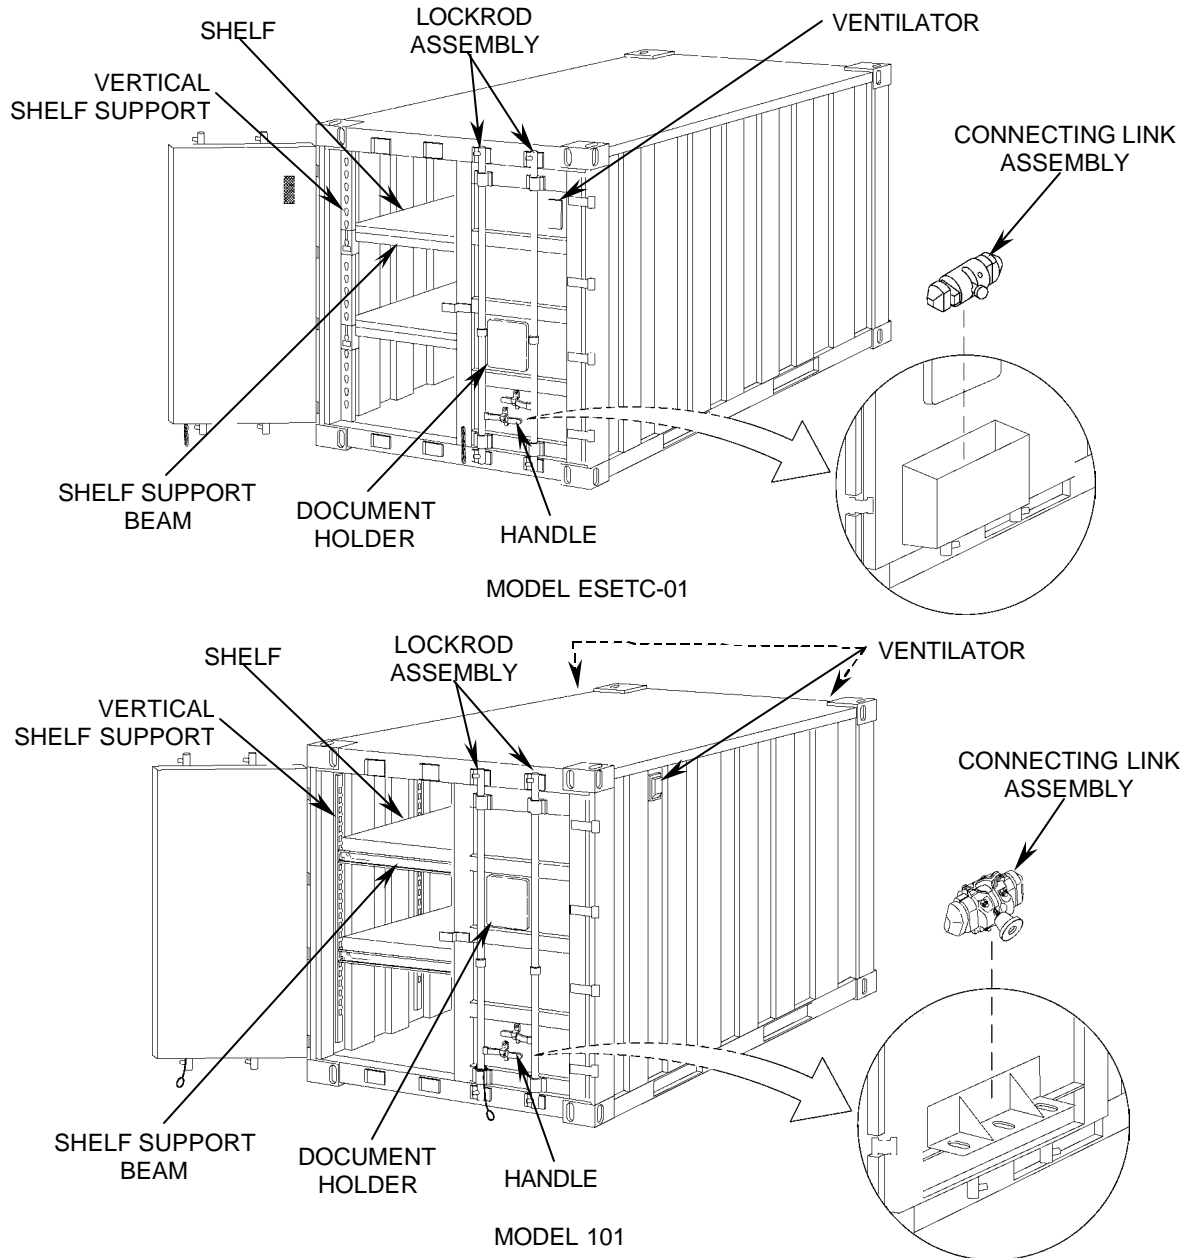 SHELF
LOCKROD
ASSEMBLY
VENTILATOR
VERTICAL
SHELF SUPPORT
CONNECTING LINK
ASSEMBLY
SHELF SUPPORT
BEAM
DOCUMENT
HOLDER
HANDLE
MODEL ESETC-01
SHELF
LOCKROD
ASSEMBLY
VENTILATOR
VERTICAL
SHELF SUPPORT
CONNECTING LINK
ASSEMBLY
SHELF SUPPORT
BEAM
DOCUMENT
HOLDER
HANDLE
MODEL 101